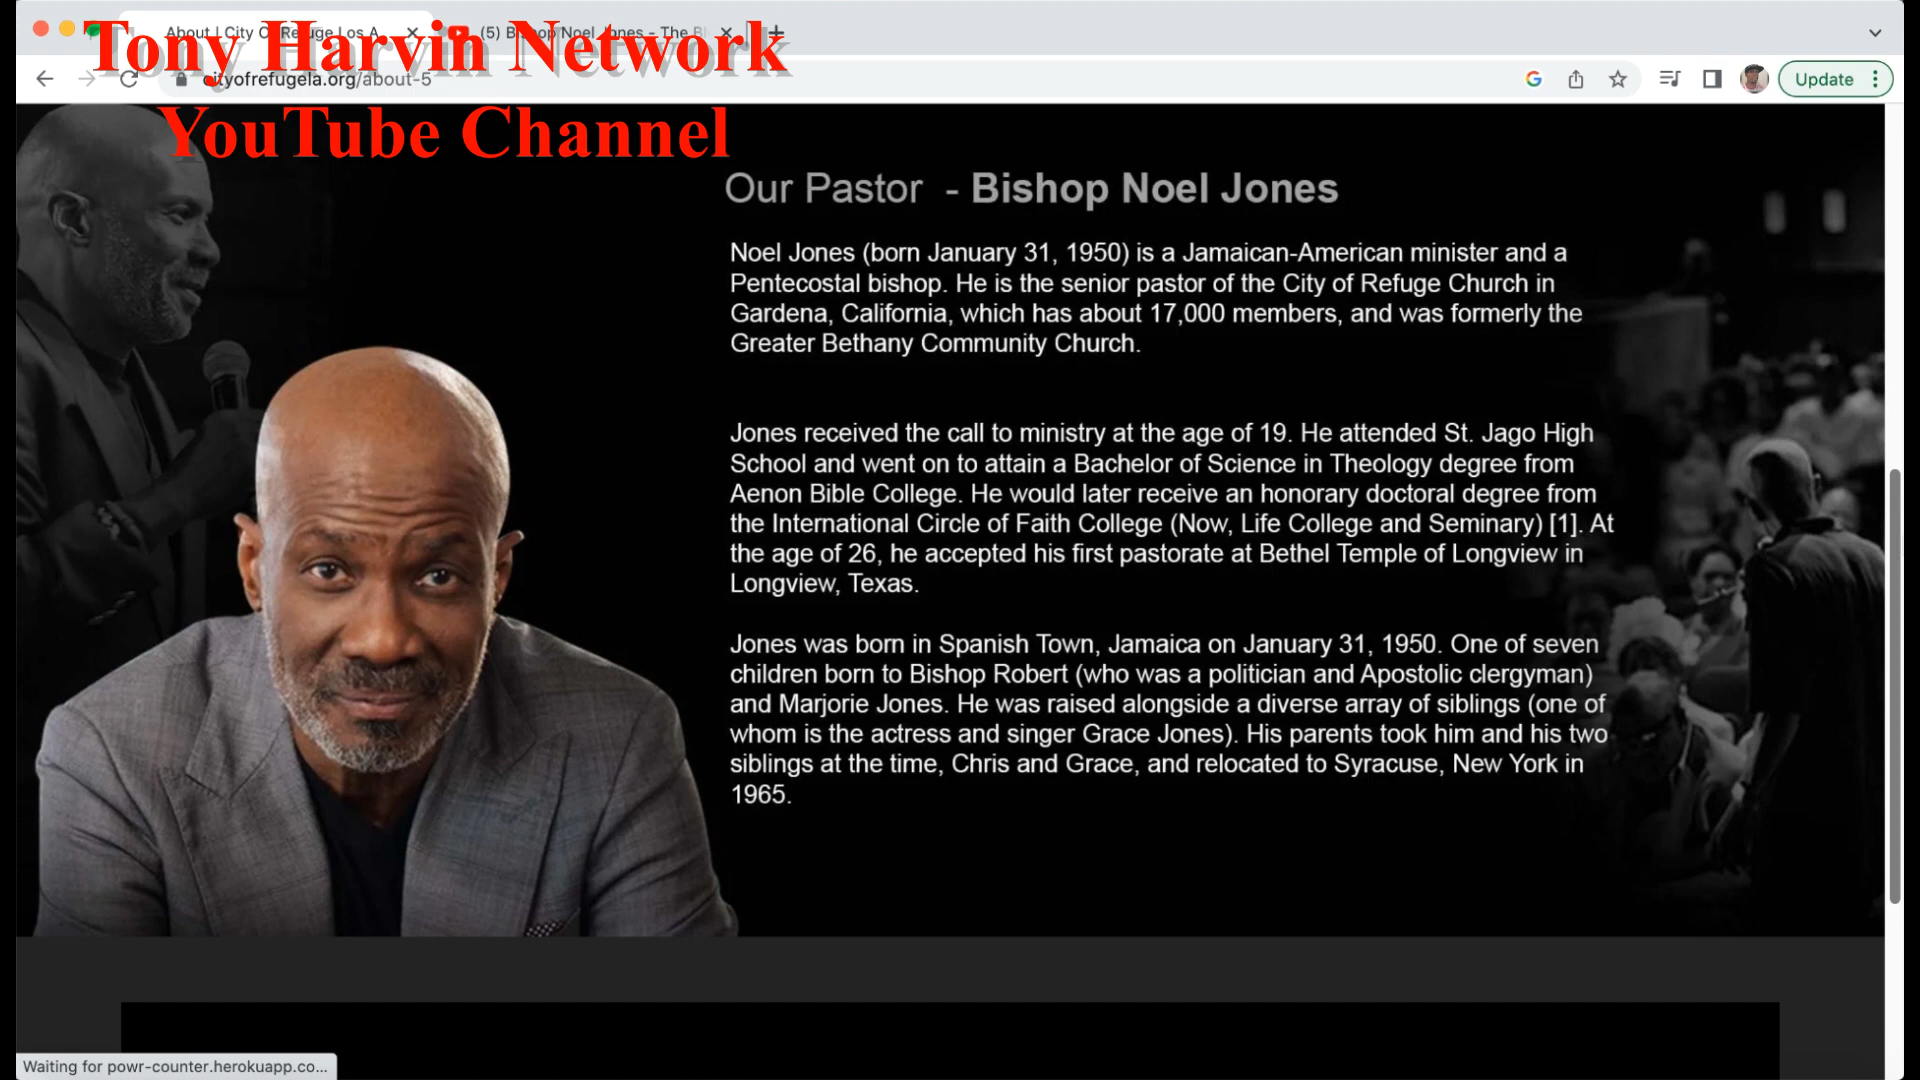 Tony Harvin Network
YouTube Channel
About | City Of Refuge Los A
(5) Bishop Noel Jones - The B
cityofrefugela.org/about-5
Update
Our Pastor - Bishop Noel Jones
Noel Jones (born January 31, 1950) is a Jamaican-American minister and a
Pentecostal bishop. He is the senior pastor of the City of Refuge Church in
Gardena, California, which has about 17,000 members, and was formerly the
Greater Bethany Community Church.
Jones received the call to ministry at the age of 19. He attended St. Jago High
School and went on to attain a Bachelor of Science in Theology degree from
Aenon Bible College. He would later receive an honorary doctoral degree from
the International Circle of Faith College (Now, Life College and Seminary) [1]. At
the age of 26, he accepted his first pastorate at Bethel Temple of Longview in
Longview, Texas.
Jones was born in Spanish Town, Jamaica on January 31, 1950. One of seven
children born to Bishop Robert (who was a politician and Apostolic clergyman)
and Marjorie Jones. He was raised alongside a diverse array of siblings (one of
whom is the actress and singer Grace Jones). His parents took him and his two
siblings at the time, Chris and Grace, and relocated to Syracuse, New York in
1965.
Waiting for powr-counter.herokuapp.co...